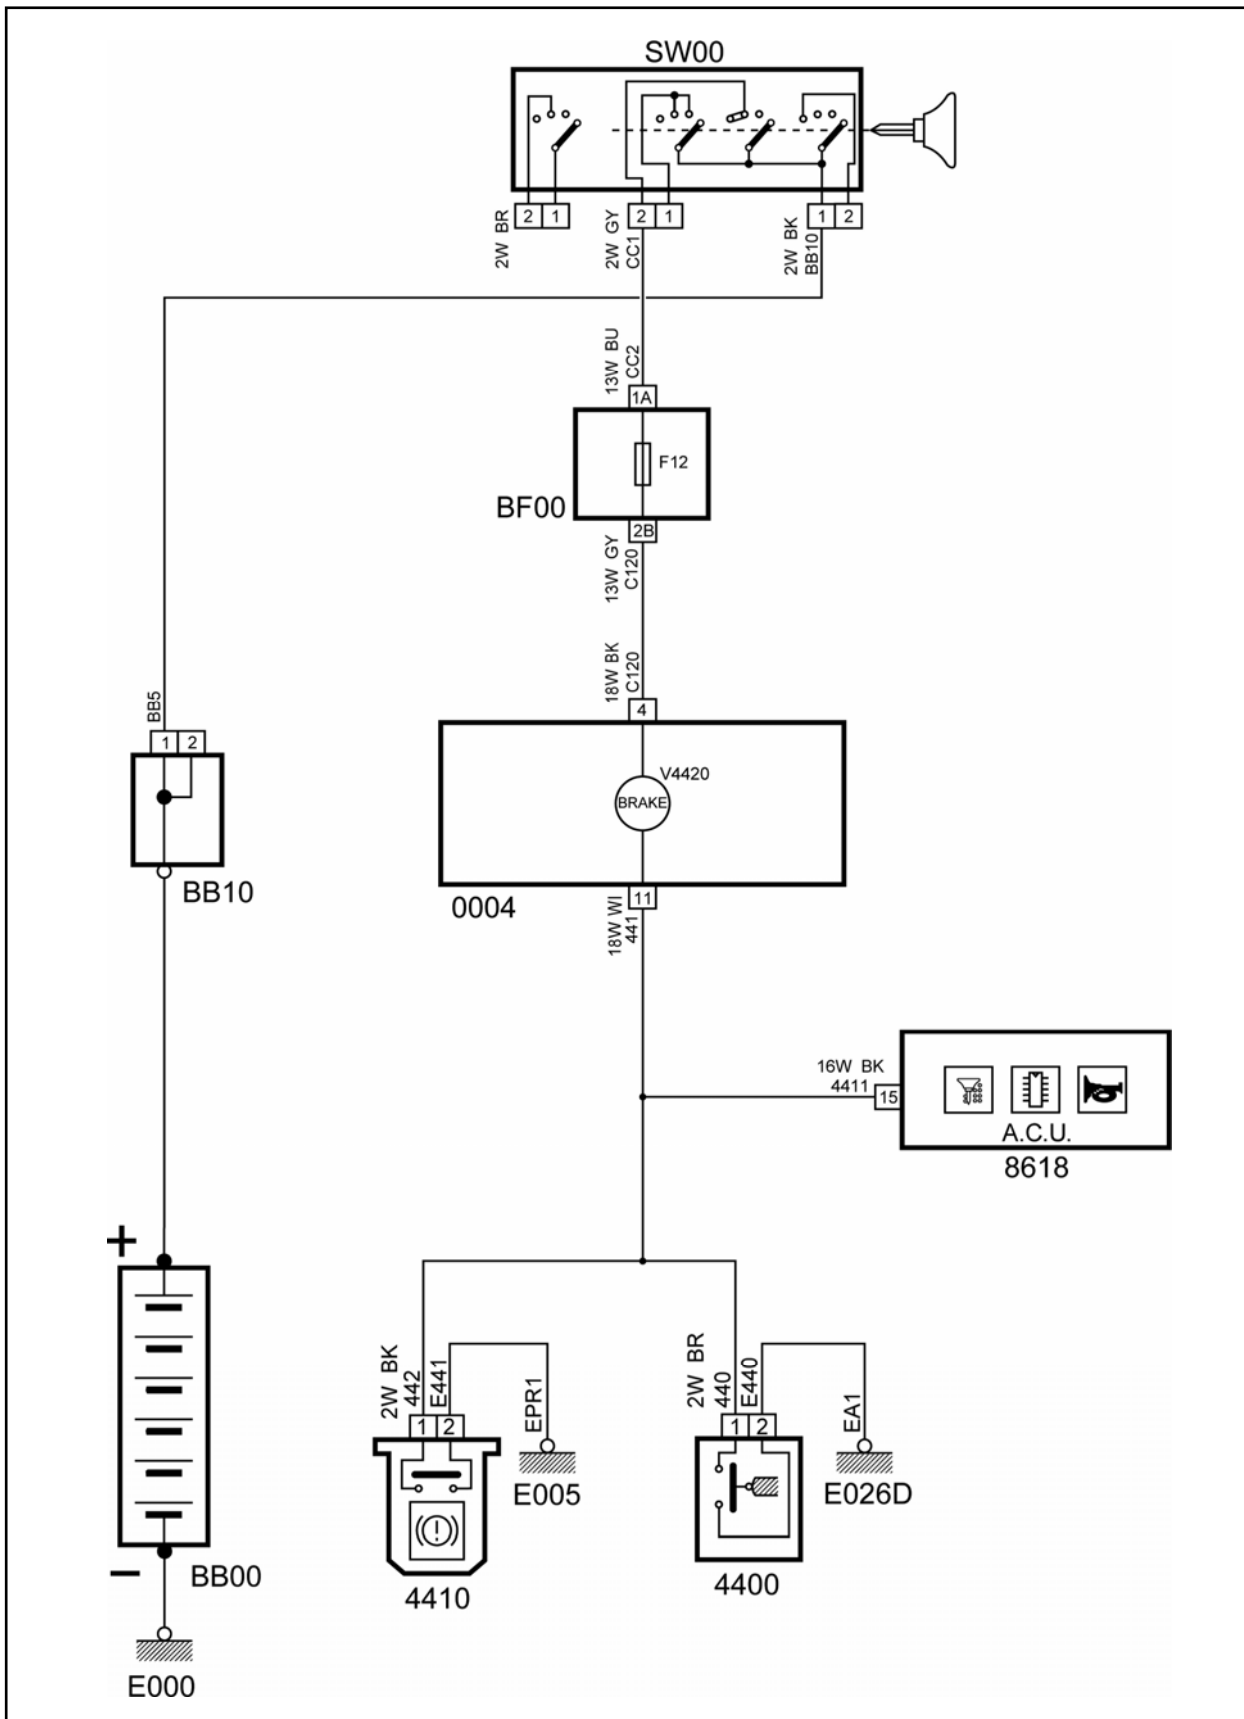 SW00
2 1
2 1
1 2
2W BR
2W GY
CC1
2W BK
BB10
13W BU
CC2
1A
F12
BF00
2B
13W GY
C120
18W BK
C120
BB5
4
1 2
V4420
BRAKE
BB10
0004
11
18W WI
441
16W BK
4411
15
A.C.U.
8618
+
2W BK
442
E441
EPR1
2W BR
440
E440
EA1
1 2
1 2
E005
E026D
(!)
BB00
4410
4400
–
E000